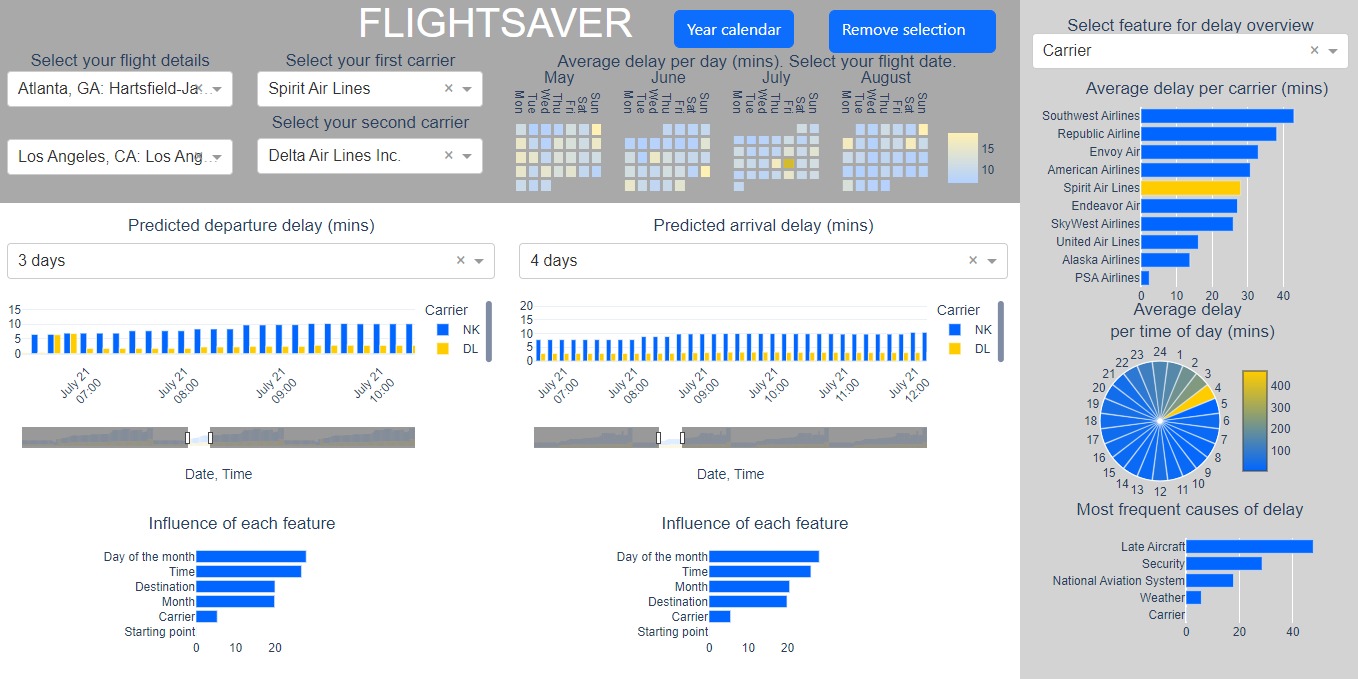 FLIGHTSAVER
Year calendar
Remove selection
Select your flight details
Atlanta, GA: Hartsfield-Ja
×
Los Angeles, CA: Los Ang
Select your first carrier
Spirit Air Lines ×
Select your second carrier
Delta Air Lines Inc. ×
Average delay per day (mins). Select your flight date.
May June July August
Mon Tue Wed Thu Fri Sat Sun Mon Tue Wed Thu Fri Sat Sun Mon Tue Wed Thu Fri Sat Sun Mon Tue Wed Thu Fri Sat Sun
15
10
Predicted departure delay (mins)
3 days ×
15
10
5
0
Carrier
NK
DL
July 21 07:00
July 21 08:00
July 21 09:00
July 21 10:00
Date, Time
Influence of each feature
Day of the month
Time
Destination
Month
Carrier
Starting point
0 10 20
Predicted arrival delay (mins)
4 days ×
20
15
10
5
0
Carrier
NK
DL
July 21 07:00
July 21 08:00
July 21 09:00
July 21 10:00
July 21 11:00
July 21 12:00
Date, Time
Influence of each feature
Day of the month
Time
Month
Destination
Carrier
Starting point
0 10 20
Select feature for delay overview
Carrier ×
Average delay per carrier (mins)
Southwest Airlines
Republic Airline
Envoy Air
American Airlines
Spirit Air Lines
Endeavor Air
SkyWest Airlines
United Air Lines
Alaska Airlines
PSA Airlines
0 10 20 30 40
Average delay
per time of day (mins)
24 1 2 3 4 5 6 7 8 9 10 11 12 13 14 15 16 17 18 19 20 21 22 23
400
300
200
100
Most frequent causes of delay
Late Aircraft
Security
National Aviation System
Weather
Carrier
0 20 40